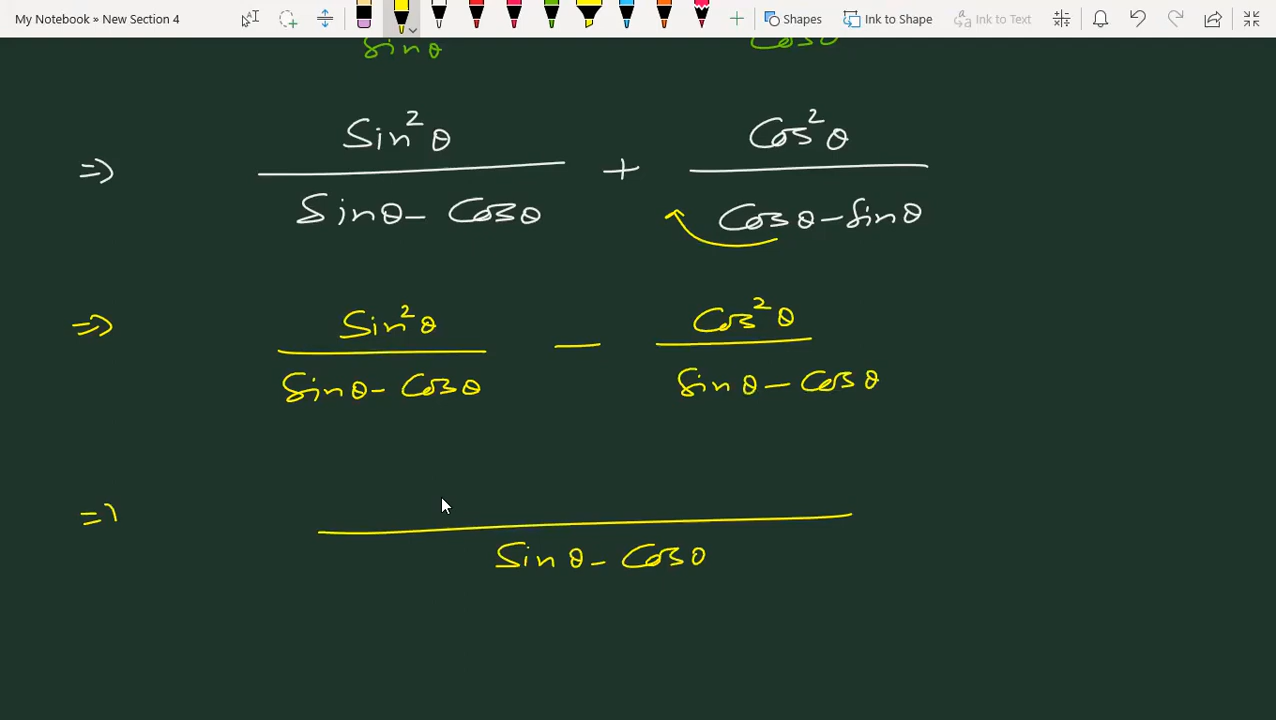 My Notebook » New Section 4 Shapes Ink to Shape Ink to Text
Sinθ Cosθ
=> Sin²θ / Sinθ - Cosθ + Cos²θ / Cosθ - Sinθ
=> Sin²θ / Sinθ - Cosθ - Cos²θ / Sinθ - Cosθ
=> / Sinθ - Cosθ